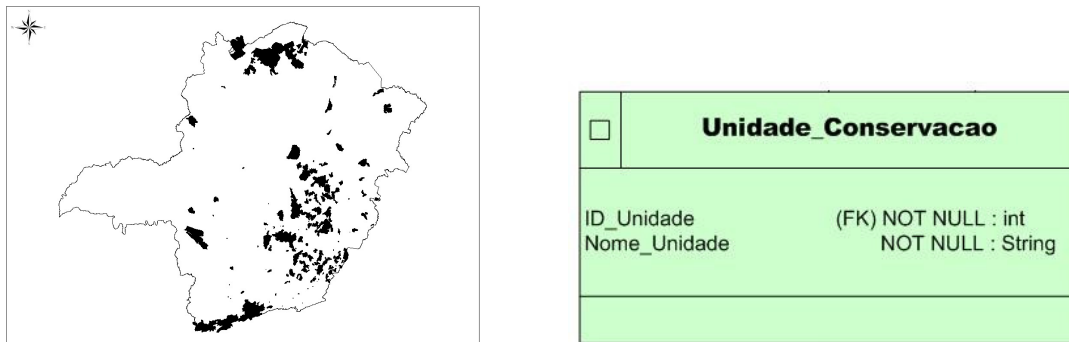 Unidade_Conservacao
ID_Unidade (FK) NOT NULL : int
Nome_Unidade NOT NULL : String